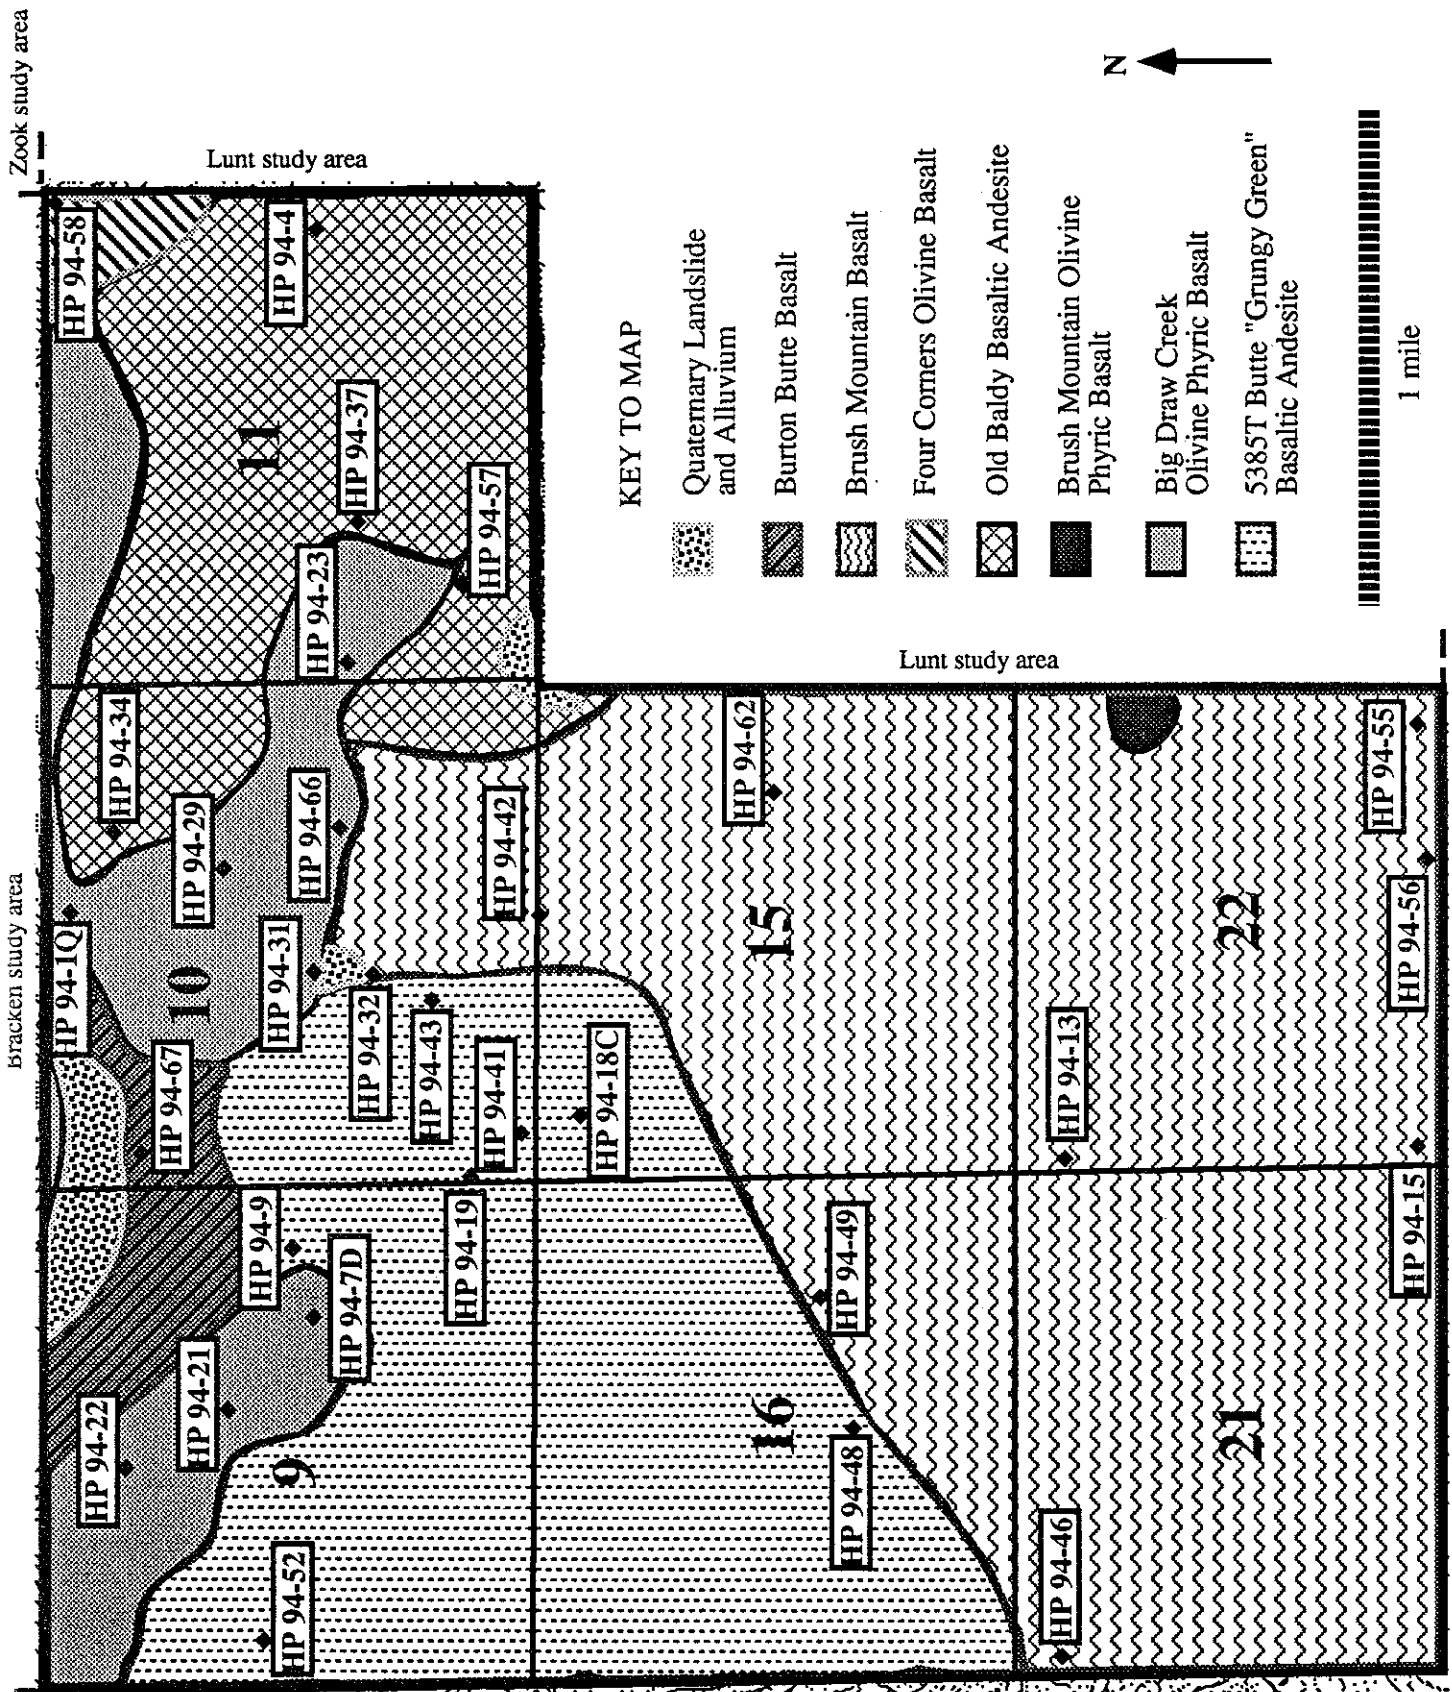 Zook study area
Bracken study area
Lunt study area
Lunt study area
HP 94-58
HP 94-4
11
HP 94-37
HP 94-57
HP 94-23
HP 94-34
HP 94-29
HP 94-66
HP 94-42
HP 94-1Q
10
HP 94-31
HP 94-32
HP 94-43
HP 94-41
HP 94-67
HP 94-18C
HP 94-9
HP 94-7D
HP 94-19
HP 94-22
HP 94-21
9
HP 94-52
HP 94-62
15
HP 94-49
16
HP 94-48
HP 94-55
22
HP 94-56
HP 94-13
HP 94-15
21
HP 94-46
KEY TO MAP
Quaternary Landslide
and Alluvium
Burton Butte Basalt
Brush Mountain Basalt
Four Corners Olivine Basalt
Old Baldy Basaltic Andesite
Brush Mountain Olivine
Phyric Basalt
Big Draw Creek
Olivine Phyric Basalt
5385T Butte "Grungy Green"
Basaltic Andesite
N
1 mile